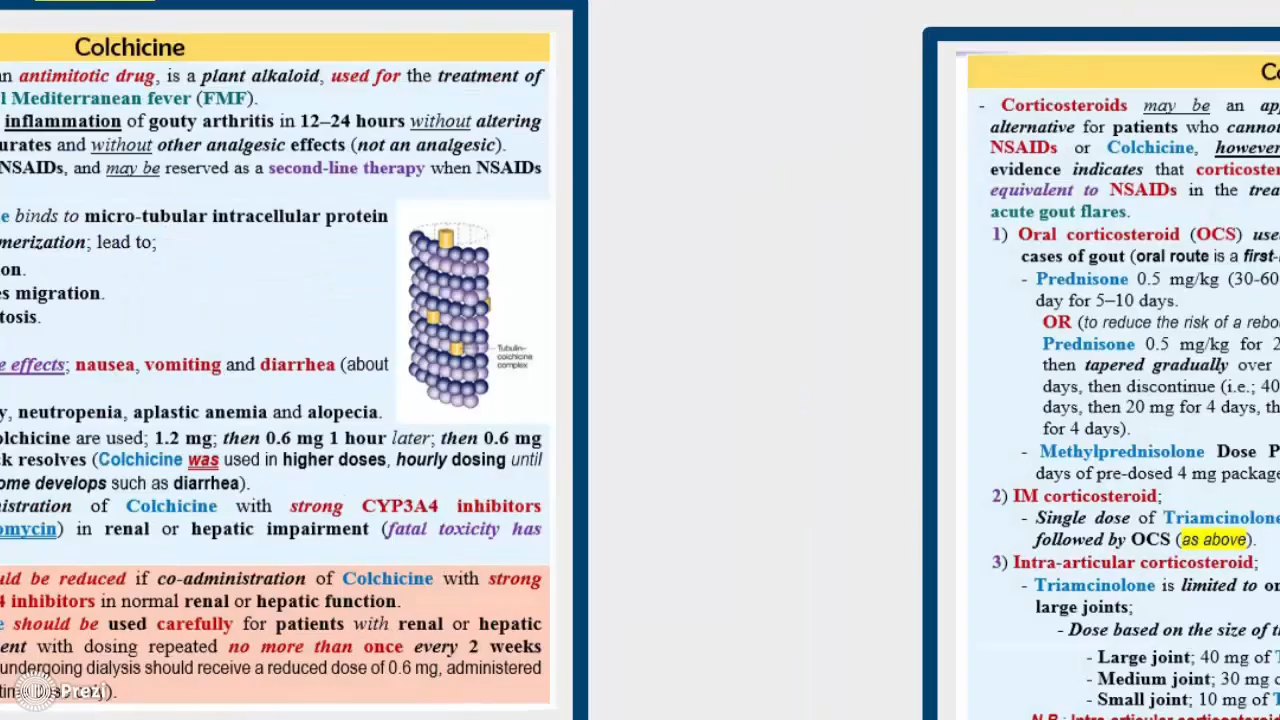 Colchicine
an antimitotic drug, is a plant alkaloid, used for the treatment of
l Mediterranean fever (FMF).
inflammation of gouty arthritis in 12–24 hours without altering
urates and without other analgesic effects (not an analgesic).
NSAIDs, and may be reserved as a second-line therapy when NSAIDs
e binds to micro-tubular intracellular protein
merization; lead to;
on.
es migration.
tosis.
e effects; nausea, vomiting and diarrhea (about
y, neutropenia, aplastic anemia and alopecia.
Tubulin-
colchicine
complex
olchicine are used; 1.2 mg; then 0.6 mg 1 hour later; then 0.6 mg
ck resolves (Colchicine was used in higher doses, hourly dosing until
ome develops such as diarrhea).
nistration of Colchicine with strong CYP3A4 inhibitors
omycin) in renal or hepatic impairment (fatal toxicity has
uld be reduced if co-administration of Colchicine with strong
4 inhibitors in normal renal or hepatic function.
e should be used carefully for patients with renal or hepatic
ent with dosing repeated no more than once every 2 weeks
undergoing dialysis should receive a reduced dose of 0.6 mg, administered
Prezi
Co
- Corticosteroids may be an app
alternative for patients who cannot
NSAIDs or Colchicine, however
evidence indicates that corticoster
equivalent to NSAIDs in the trea
acute gout flares.
1) Oral corticosteroid (OCS) use
cases of gout (oral route is a first-
- Prednisone 0.5 mg/kg (30-60
day for 5–10 days.
OR (to reduce the risk of a rebo
Prednisone 0.5 mg/kg for 2
then tapered gradually over
days, then discontinue (i.e.; 40
days, then 20 mg for 4 days, th
for 4 days).
- Methylprednisolone Dose P
days of pre-dosed 4 mg package
2) IM corticosteroid;
- Single dose of Triamcinolone
followed by OCS (as above).
3) Intra-articular corticosteroid;
- Triamcinolone is limited to on
large joints;
- Dose based on the size of th
- Large joint; 40 mg of T
- Medium joint; 30 mg o
- Small joint; 10 mg of T
N.B.; Intra-articular corticosteroid